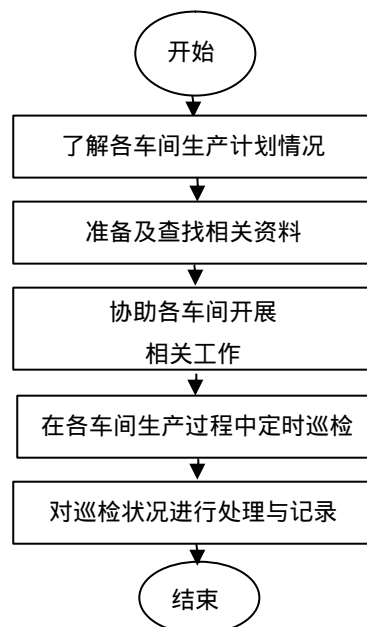 开始
了解各车间生产计划情况
准备及查找相关资料
协助各车间开展
相关工作
在各车间生产过程中定时巡检
对巡检状况进行处理与记录
结束